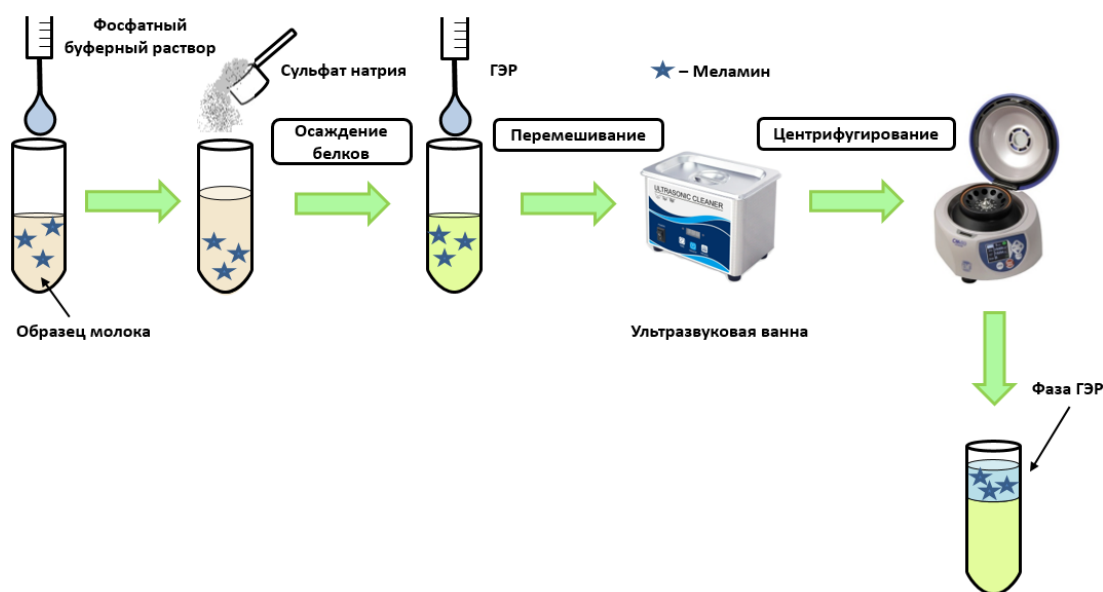 Фосфатный
буферный раствор
Сульфат натрия
ГЭР
– Меламин
Осаждение
белков
Перемешивание
Центрифугирование
ULTRASONIC CLEANER
Образец молока
Ультразвуковая ванна
Фаза ГЭР